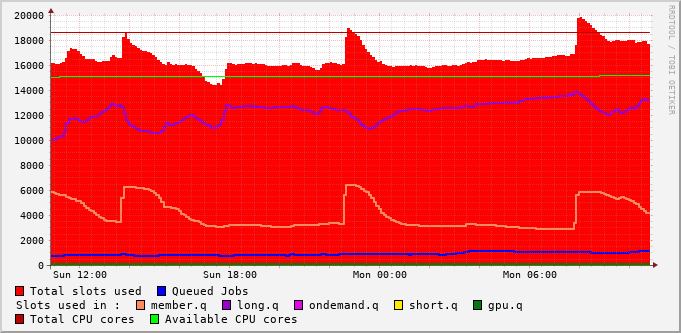 20000
18000
16000
14000
12000
10000
8000
6000
4000
2000
0
Sun 12:00 Sun 18:00 Mon 00:00 Mon 06:00
RRDTOOL / TOBI OETIKER
Total slots used Queued Jobs
Slots used in : member.q long.q ondemand.q short.q gpu.q
Total CPU cores Available CPU cores